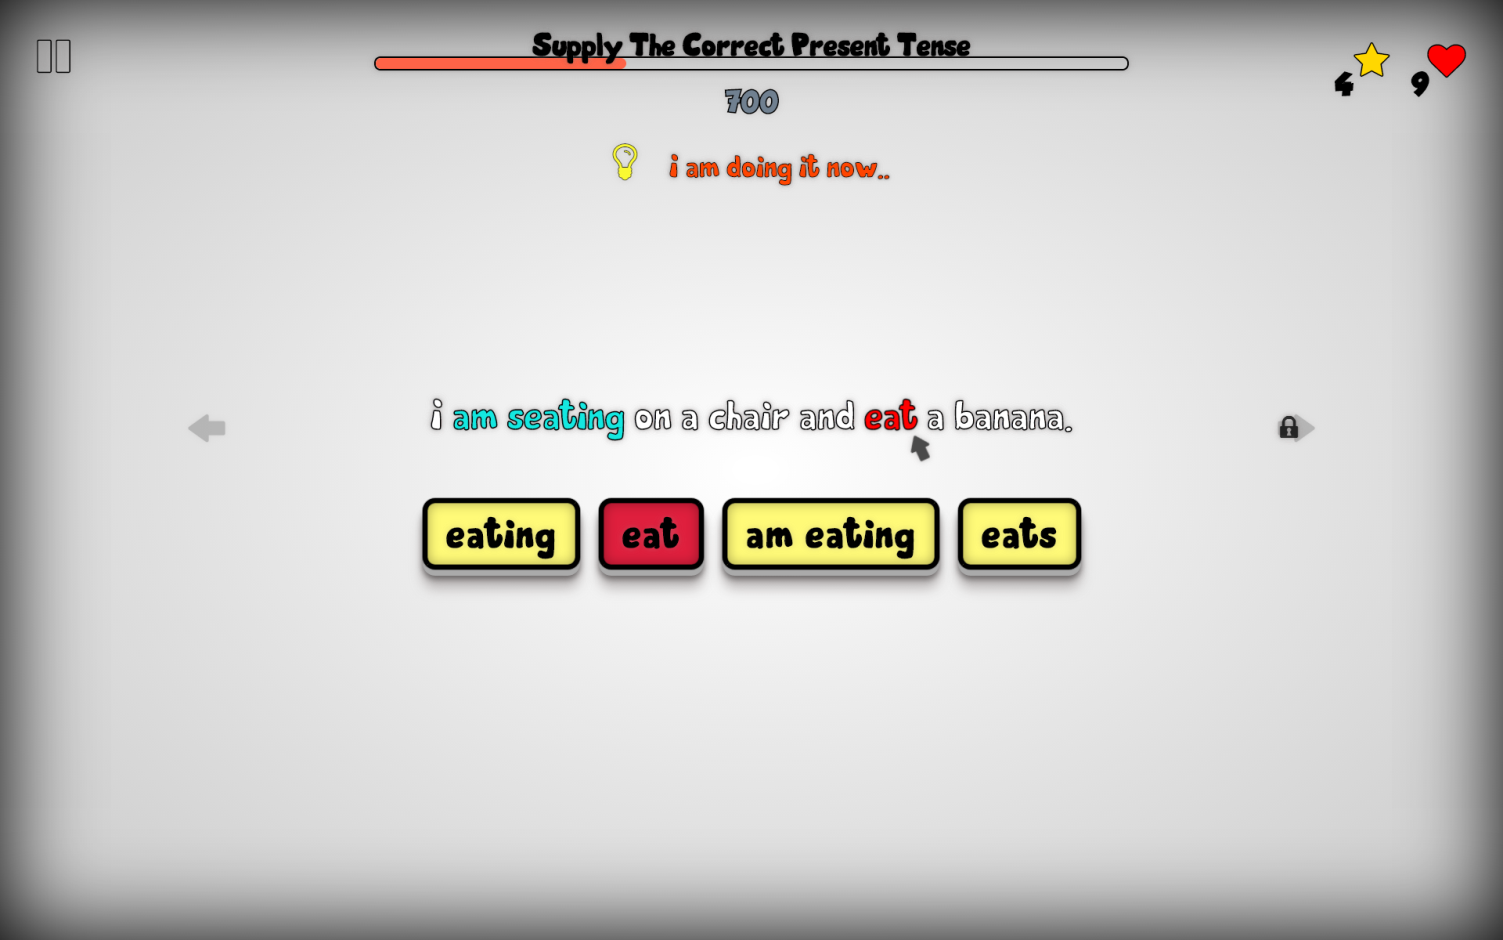 Supply The Correct Present Tense
4 9
700
i am doing it now..
i am seating on a chair and eat a banana.
eating eat am eating eats